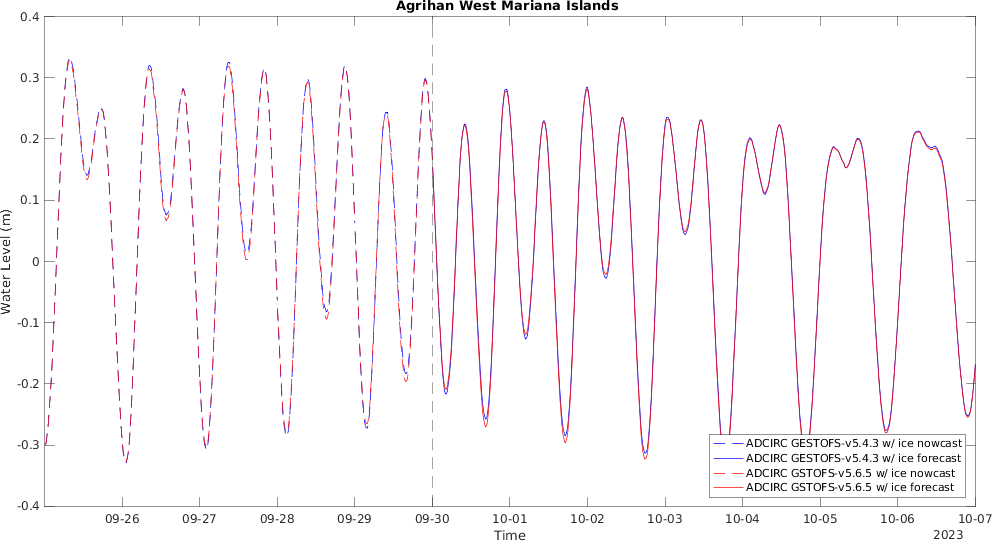 Agrihan West Mariana Islands
0.4
0.3
0.2
0.1
0
-0.1
-0.2
-0.3
-0.4
Water Level (m)
ADCIRC GESTOFS-v5.4.3 w/ ice nowcast
ADCIRC GESTOFS-v5.4.3 w/ ice forecast
ADCIRC GSTOFS-v5.6.5 w/ ice nowcast
ADCIRC GSTOFS-v5.6.5 w/ ice forecast
09-26 09-27 09-28 09-29 09-30 10-01 10-02 10-03 10-04 10-05 10-06 10-07
Time
2023